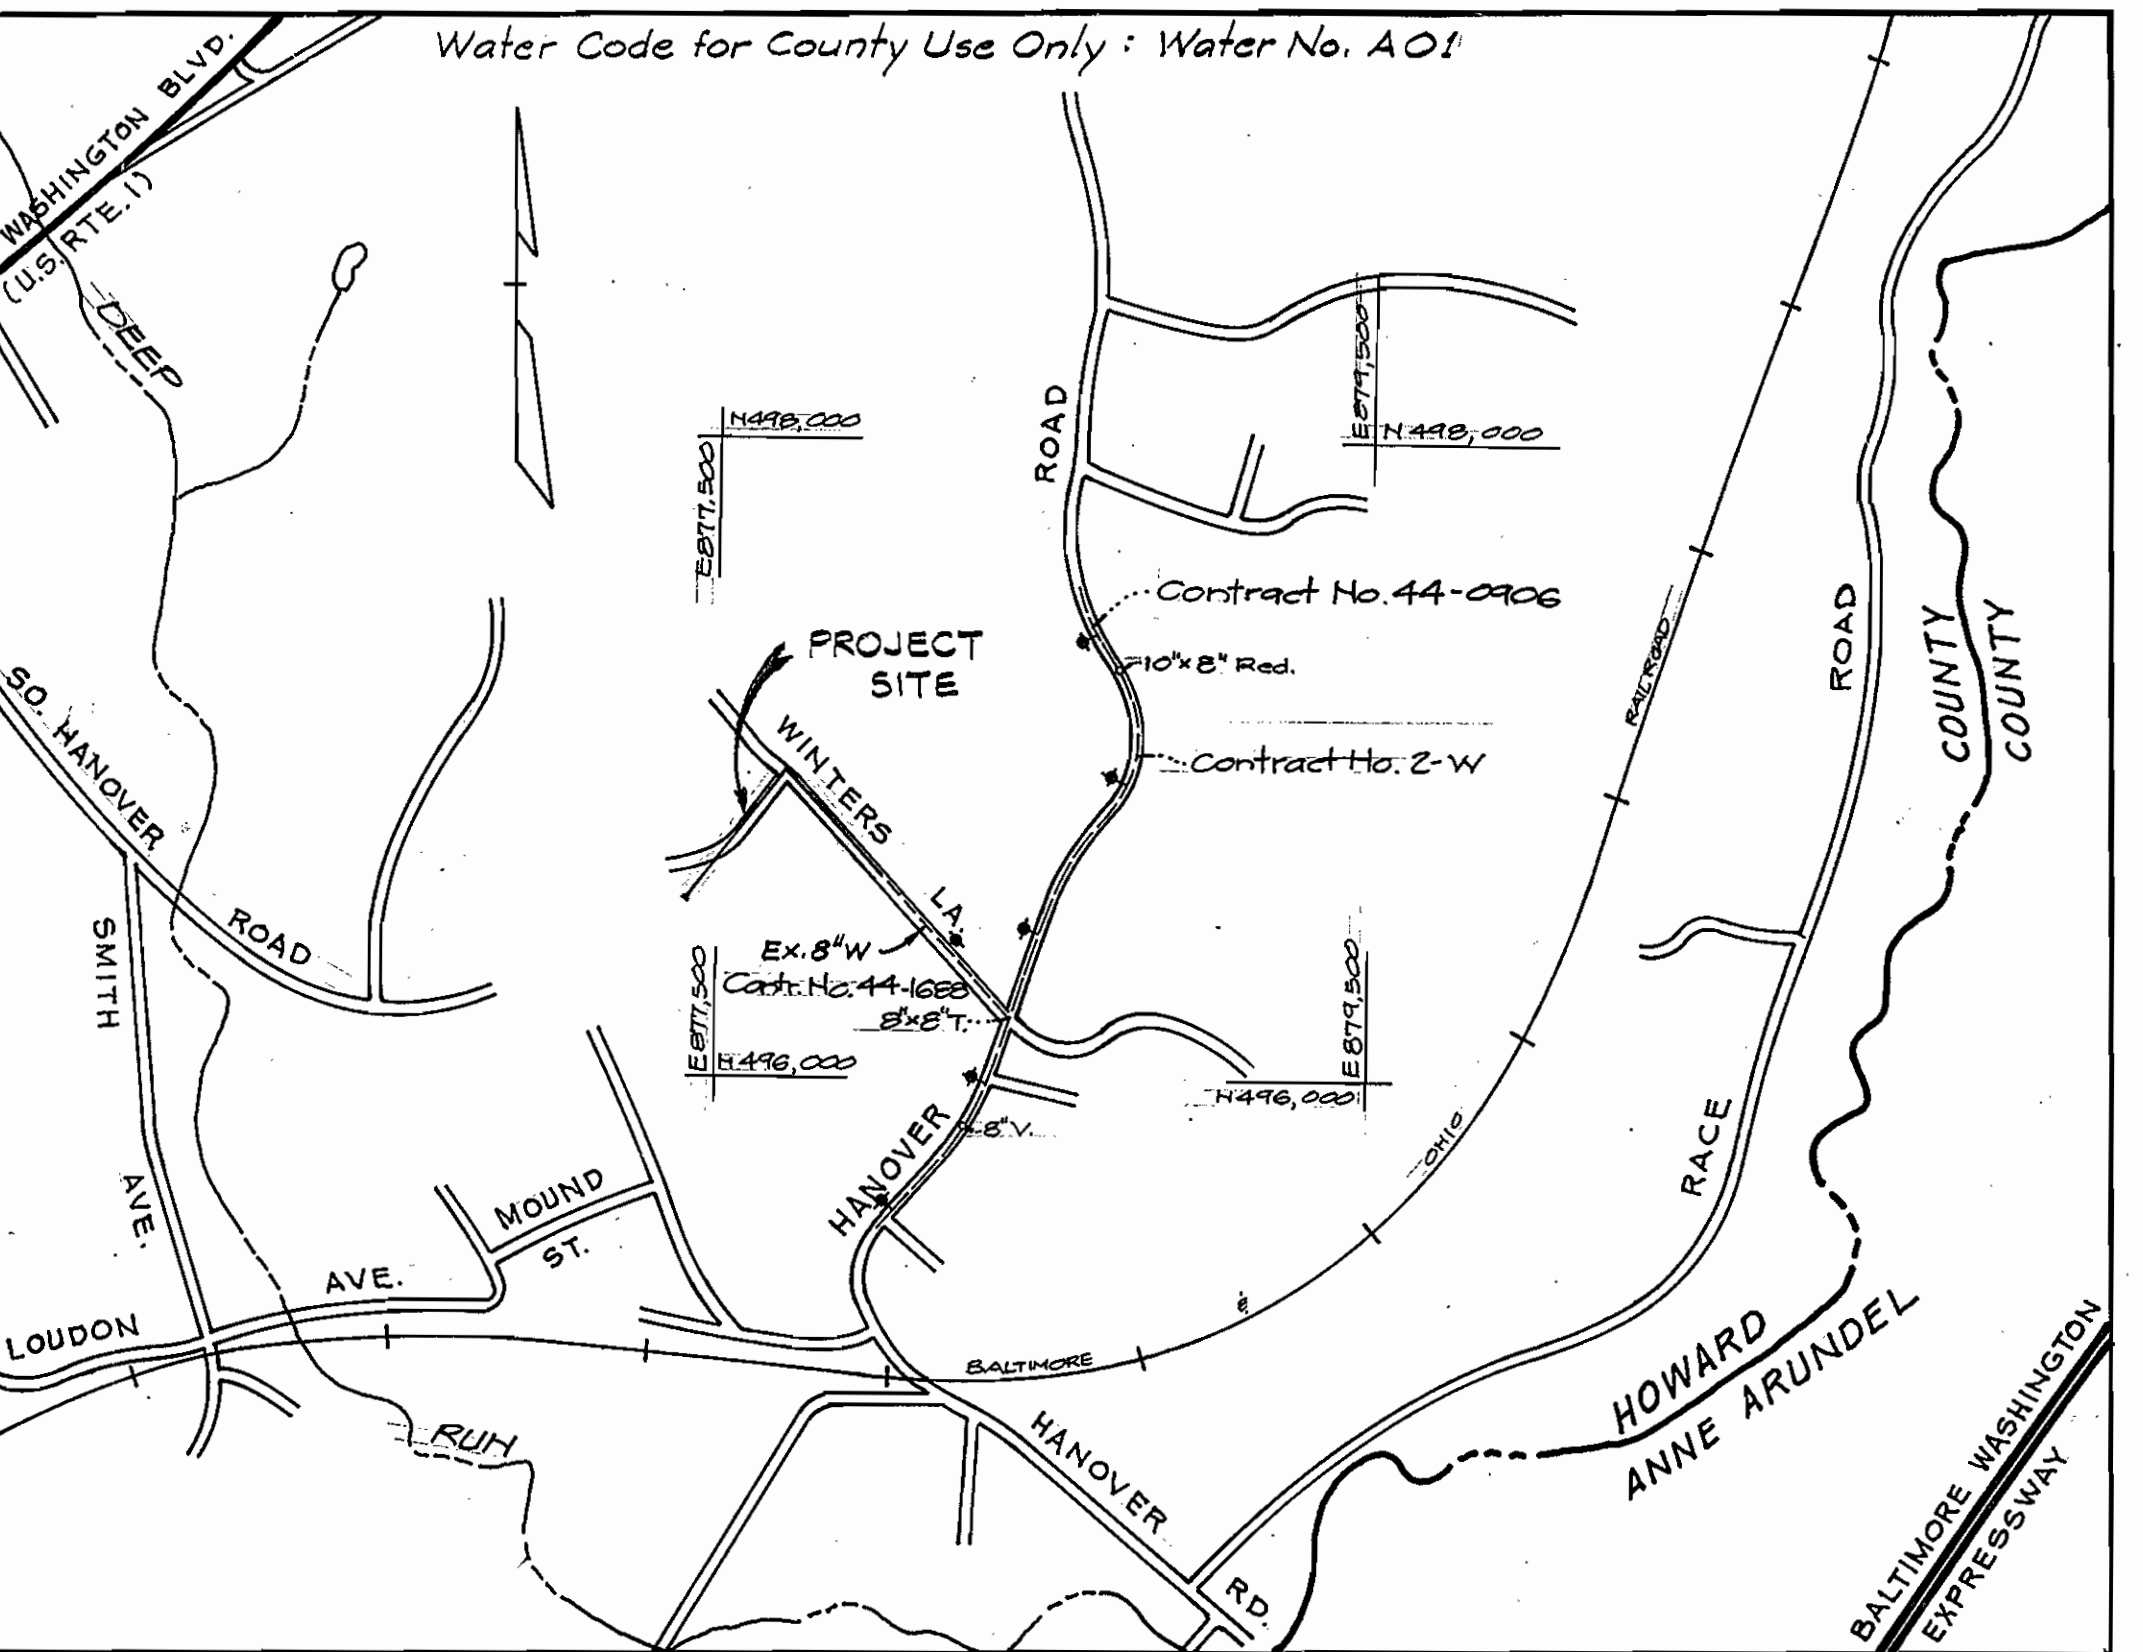 Water Code for County Use Only : Water No. A01
WASHINGTON BLVD.
(U.S. RTE. 1)
DEEP
N498,000
E877,500
ROAD
E879,500
N498,000
Contract No. 44-0906
10"x8" Red.
PROJECT
SITE
Contract No. 2-W
RAILROAD
ROAD
COUNTY
COUNTY
SO. HANOVER
ROAD
WINTERS
LA.
Ex. 8"W
Contr. No. 44-1688
8"x8"T.
E877,500
N496,000
E879,500
N496,000
8"V.
HANOVER
SMITH
AVE.
MOUND
ST.
LOUDON
AVE.
OHIO
&
BALTIMORE
RACE
RUN
HANOVER
RD.
HOWARD
ANNE ARUNDEL
BALTIMORE WASHINGTON
EXPRESSWAY